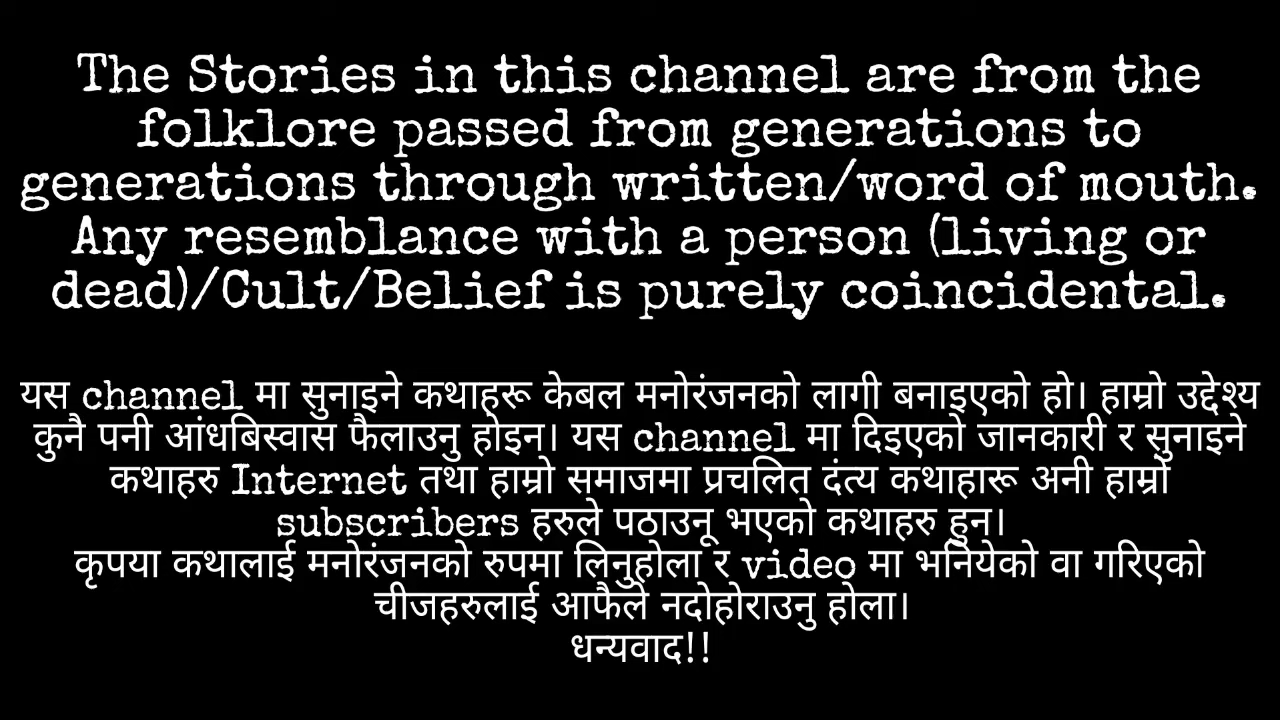 The Stories in this channel are from the
folklore passed from generations to
generations through written/word of mouth.
Any resemblance with a person (living or
dead)/Cult/Belief is purely coincidental.
यस channel मा सुनाइने कथाहरू केबल मनोरंजनको लागी बनाइएको हो। हाम्रो उद्देश्य
कुनै पनी आंधबिस्वास फैलाउनु होइन। यस channel मा दिइएको जानकारी र सुनाइने
कथाहरु Internet तथा हाम्रो समाजमा प्रचलित दंत्य कथाहारू अनी हाम्रो
subscribers हरुले पठाउनू भएको कथाहरु हुन।
कृपया कथालाई मनोरंजनको रुपमा लिनुहोला र video मा भनियेको वा गरिएको
चीजहरुलाई आफैले नदोहोराउनु होला।
धन्यवाद!!